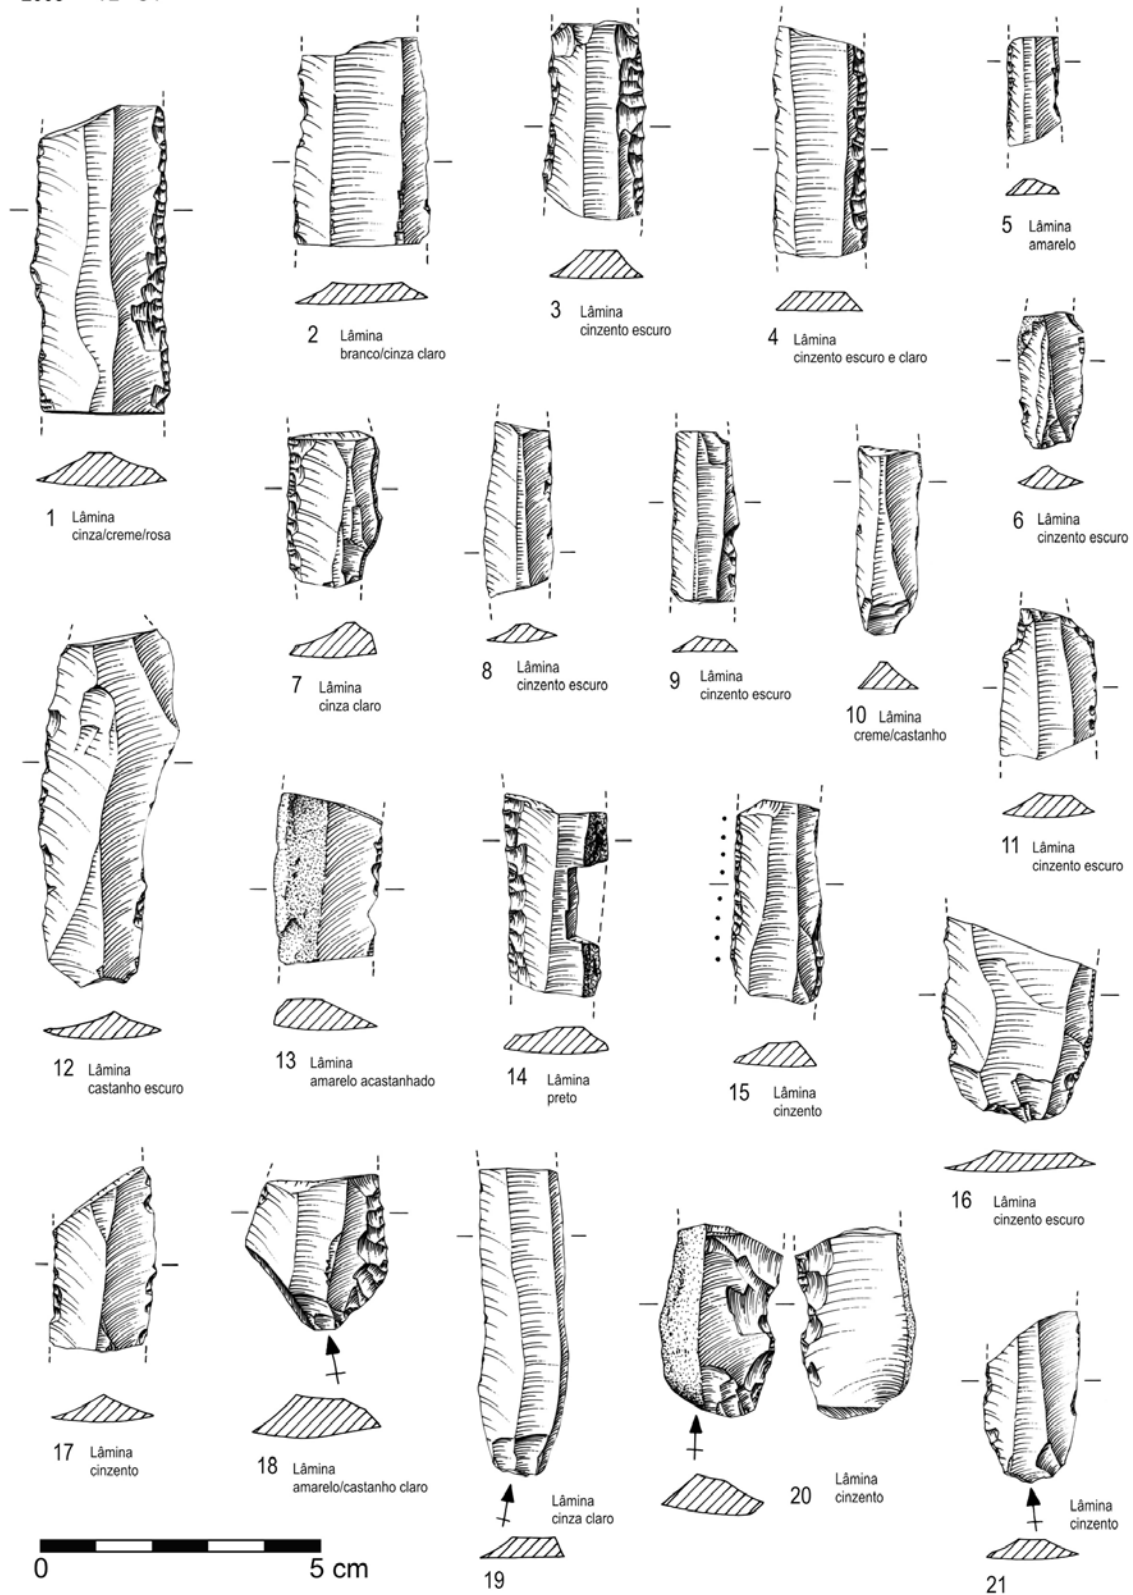 1 Lâmina
cinza/creme/rosa
2 Lâmina
branco/cinza claro
3 Lâmina
cinzento escuro
4 Lâmina
cinzento escuro e claro
5 Lâmina
amarelo
6 Lâmina
cinzento escuro
7 Lâmina
cinza claro
8 Lâmina
cinzento escuro
9 Lâmina
cinzento escuro
10 Lâmina
creme/castanho
11 Lâmina
cinzento escuro
12 Lâmina
castanho escuro
13 Lâmina
amarelo acastanhado
14 Lâmina
preto
15 Lâmina
cinzento
16 Lâmina
cinzento escuro
17 Lâmina
cinzento
18 Lâmina
amarelo/castanho claro
Lâmina
cinza claro
19
20 Lâmina
cinzento
Lâmina
cinzento
21
0 5 cm